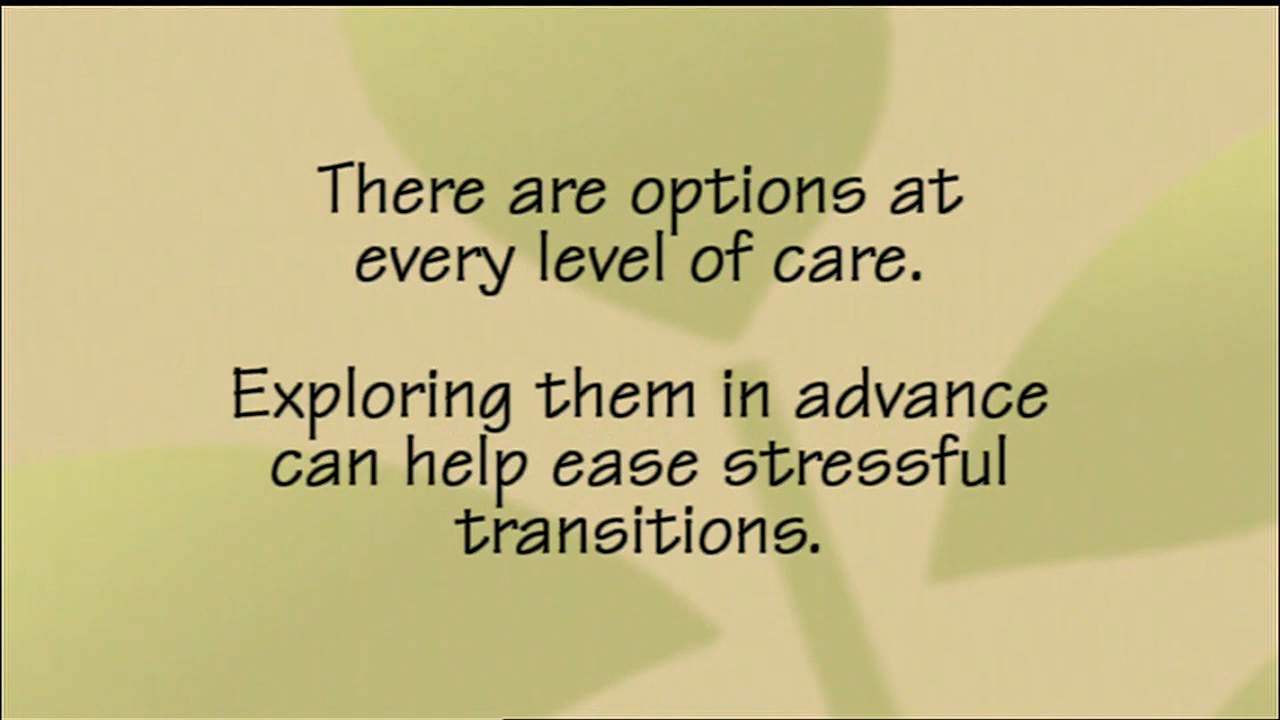 There are options at
every level of care.
Exploring them in advance
can help ease stressful
transitions.